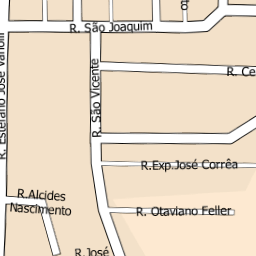 R. São Joaquim
R. Ce
R. São Vicente
R. Estefano José Vanolli
R.Exp.José Corrêa
R.Alcides
Nascimento
R. Otaviano Feller
R.José